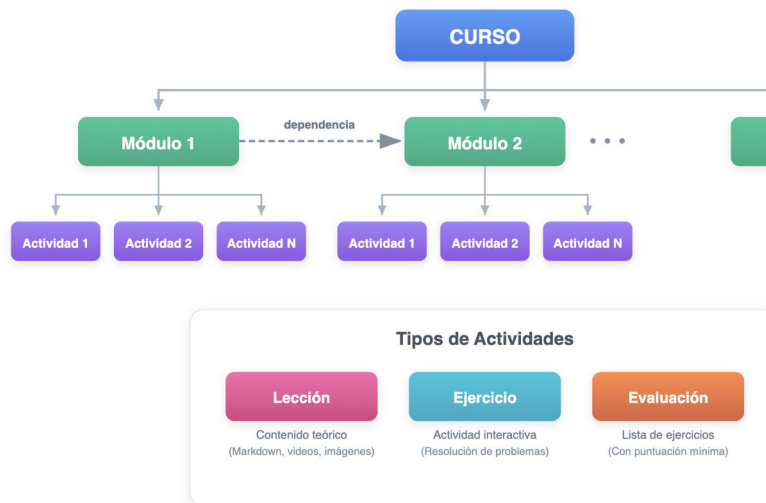 CURSO
dependencia
Módulo 1
Módulo 2
Actividad 1
Actividad 2
Actividad N
Actividad 1
Actividad 2
Actividad N
Tipos de Actividades
Lección
Ejercicio
Evaluación
Contenido teórico
Actividad interactiva
Lista de ejercicios
(Markdown, videos, imágenes)
(Resolución de problemas)
(Con puntuación mínima)